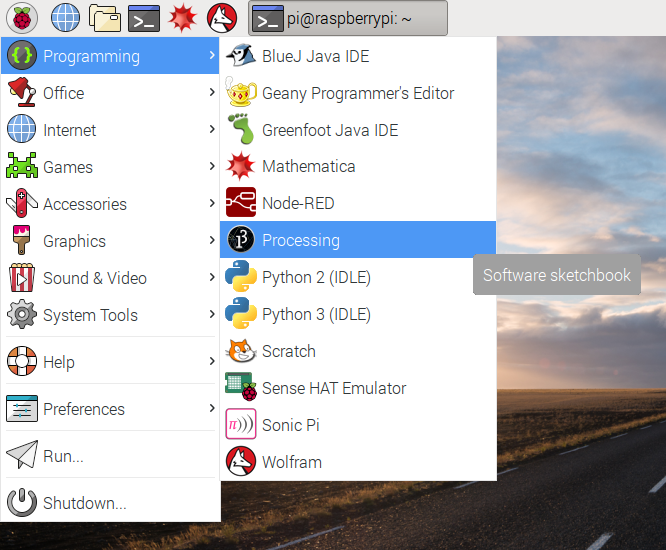 pi@raspberrypi: ~
Programming
Office
Internet
Games
Accessories
Graphics
Sound & Video
System Tools
Help
Preferences
Run...
Shutdown...
BlueJ Java IDE
Geany Programmer's Editor
Greenfoot Java IDE
Mathematica
Node-RED
Processing
Python 2 (IDLE)
Python 3 (IDLE)
Scratch
Sense HAT Emulator
Sonic Pi
Wolfram
Software sketchbook